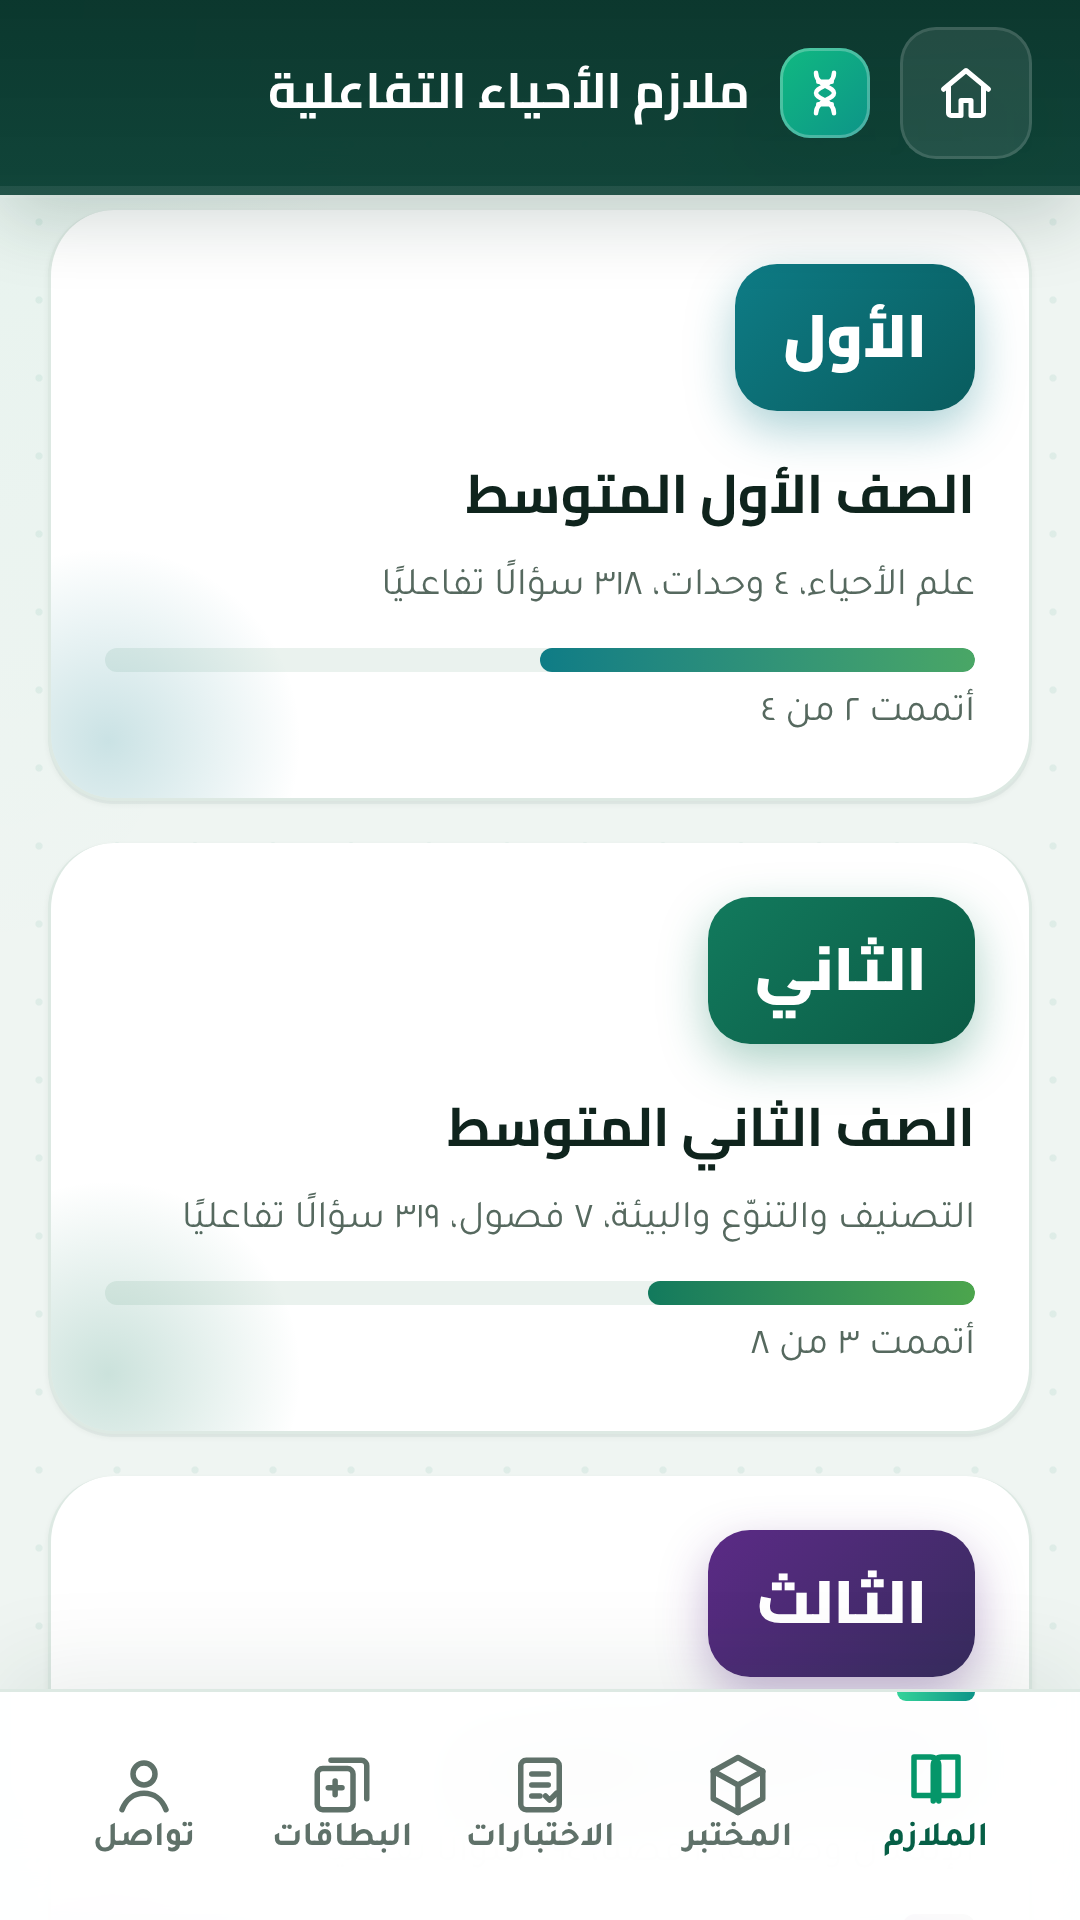 ملازم الأحياء التفاعلية
الأول
الصف الأول المتوسط
علم الأحياء، ٤ وحدات، ٣١٨ سؤالًا تفاعليًا
أتممت ٢ من ٤
الثاني
الصف الثاني المتوسط
التصنيف والتنوّع والبيئة، ٧ فصول، ٣١٩ سؤالًا تفاعليًا
أتممت ٣ من ٨
الثالث
الملازم
المختبر
الاختبارات
البطاقات
تواصل